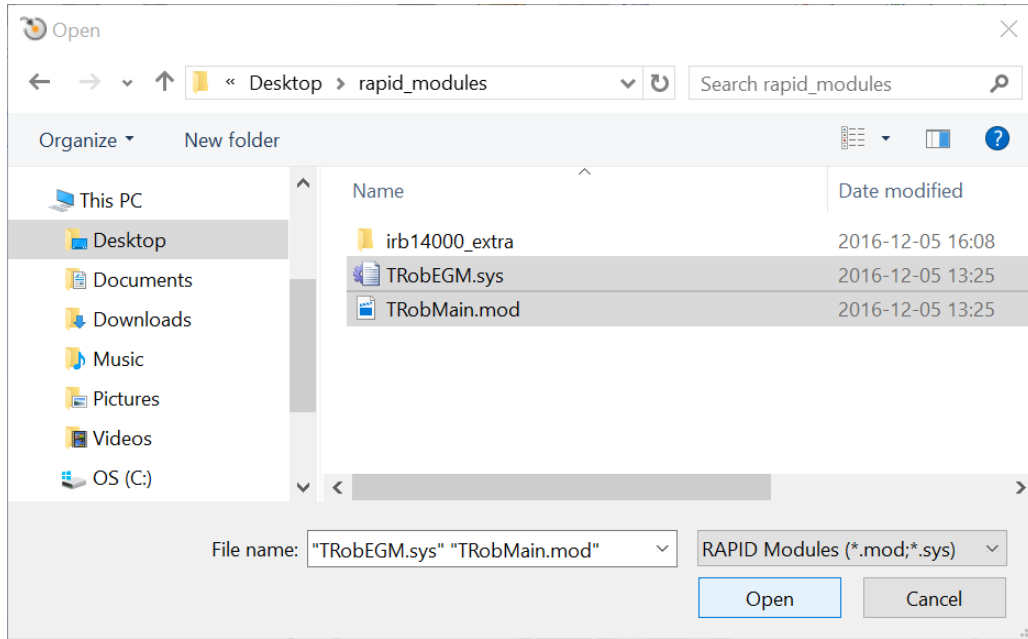 Open
« Desktop > rapid_modules
Search rapid_modules
Organize
New folder
This PC
Desktop
Documents
Downloads
Music
Pictures
Videos
OS (C:)
Name
Date modified
irb14000_extra
2016-12-05 16:08
TRobEGM.sys
2016-12-05 13:25
TRobMain.mod
2016-12-05 13:25
File name:
"TRobEGM.sys" "TRobMain.mod"
RAPID Modules (*.mod;*.sys)
Open
Cancel